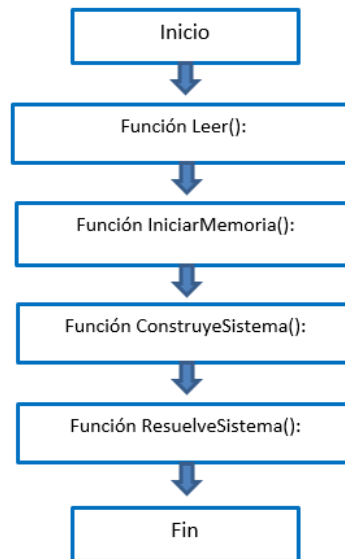 Inicio
Función Leer():
Función IniciarMemoria():
Función ConstruyeSistema():
Función ResuelveSistema():
Fin